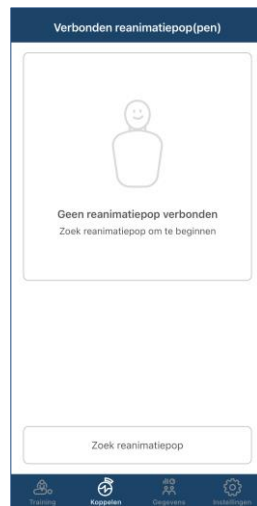 Verbonden reanimatiepop(pen)
Geen reanimatiepop verbonden
Zoek reanimatiepop om te beginnen
Zoek reanimatiepop
Training Koppelen Gegevens Instellingen